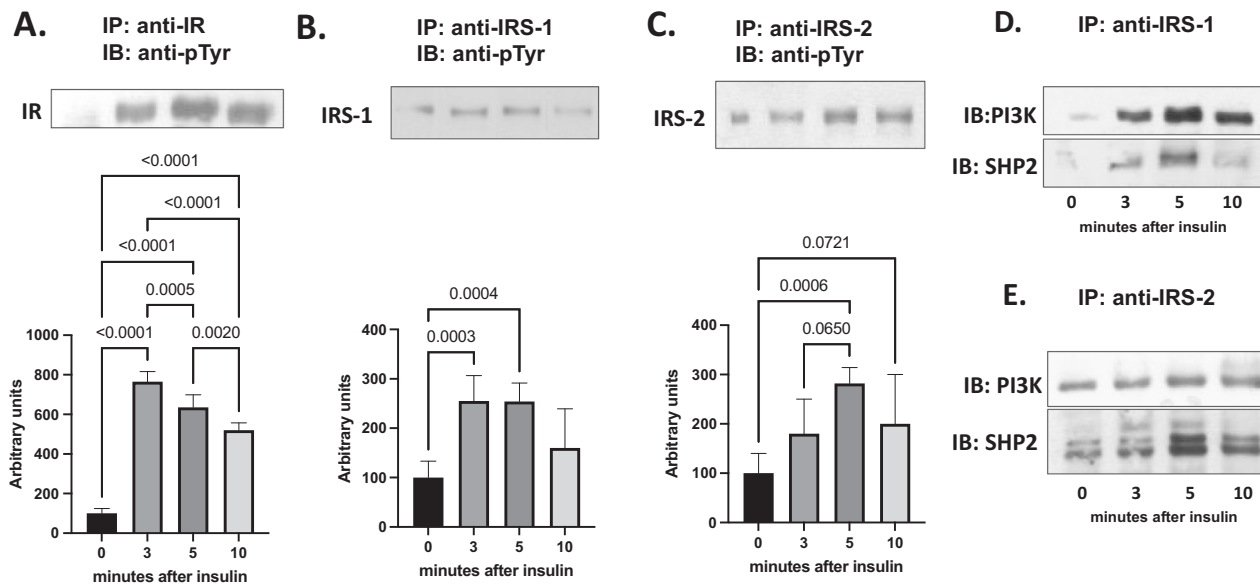 A.
IP: anti-IR
IB: anti-pTyr
IR
<0.0001
<0.0001
<0.0001
0.0005
<0.0001
0.0020
Arbitrary units
1000
800
600
400
200
0
0 3 5 10
minutes after insulin
B.
IP: anti-IRS-1
IB: anti-pTyr
IRS-1
0.0004
0.0003
Arbitrary units
400
300
200
100
0
0 3 5 10
minutes after insulin
C.
IP: anti-IRS-2
IB: anti-pTyr
IRS-2
0.0721
0.0006
0.0650
Arbitrary units
400
300
200
100
0
0 3 5 10
minutes after insulin
D.
IP: anti-IRS-1
IB:PI3K
IB: SHP2
0 3 5 10
minutes after insulin
E.
IP: anti-IRS-2
IB: PI3K
IB: SHP2
0 3 5 10
minutes after insulin